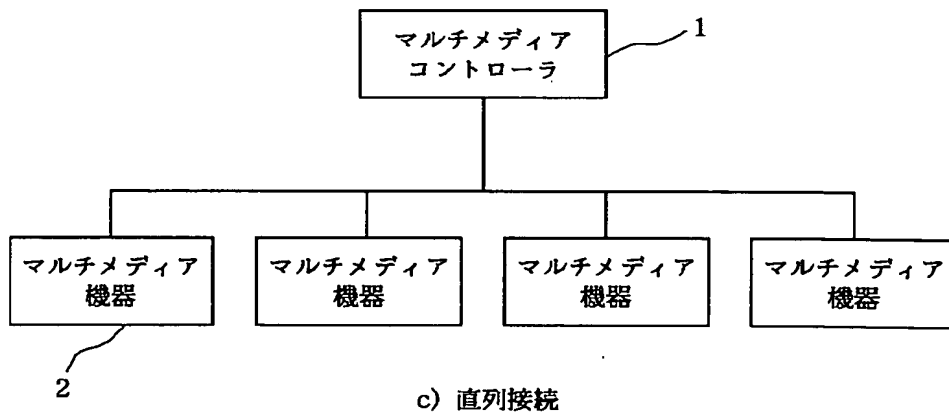 マルチメディア
コントローラ
1
マルチメディア
機器
マルチメディア
機器
マルチメディア
機器
マルチメディア
機器
2
c) 直列接続